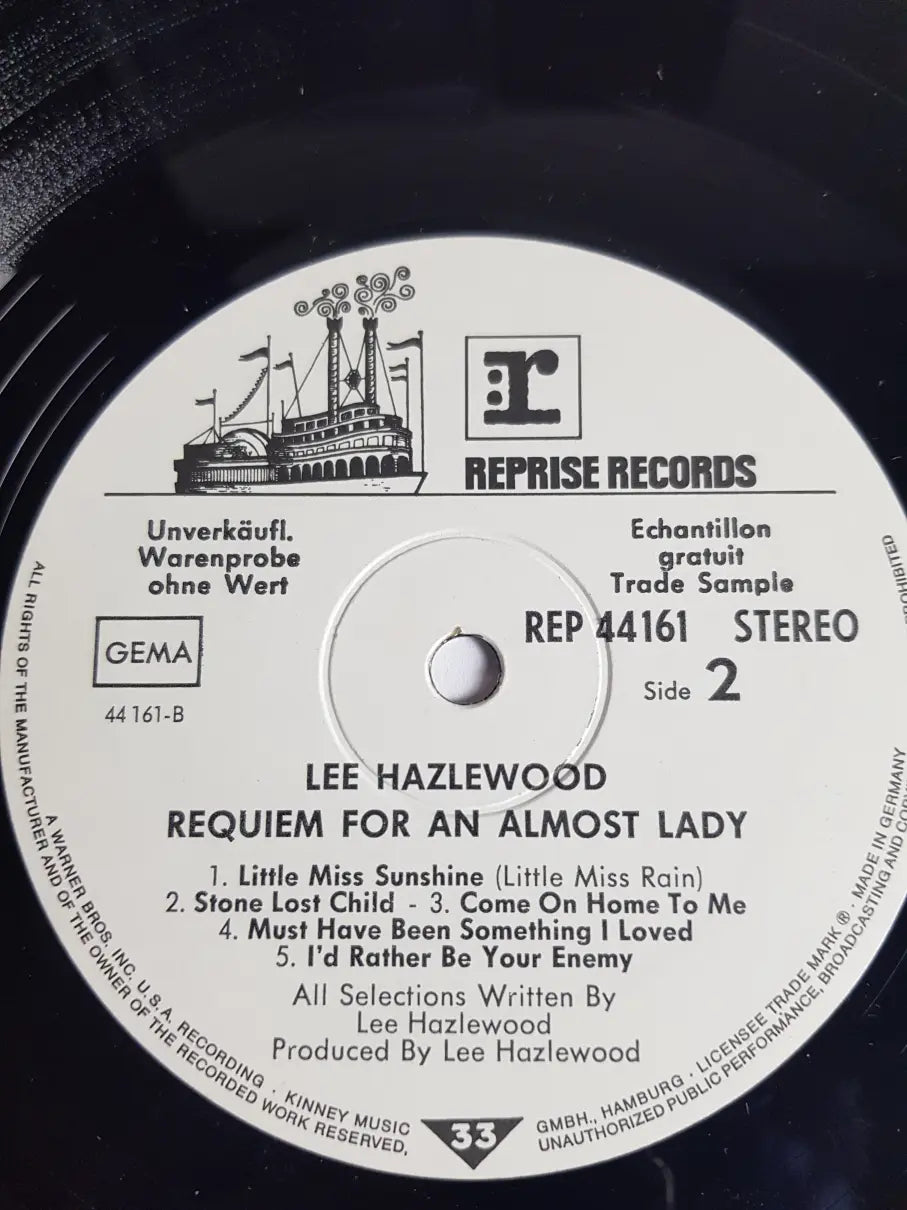 r
REPRISE RECORDS
Unverkäufl.
Warenprobe
ohne Wert
Echantillon
gratuit
Trade Sample
REP 44161 STEREO
GEMA
Side 2
44 161-B
LEE HAZLEWOOD
REQUIEM FOR AN ALMOST LADY
1. Little Miss Sunshine (Little Miss Rain)
2. Stone Lost Child - 3. Come On Home To Me
4. Must Have Been Something I Loved
5. I'd Rather Be Your Enemy
All Selections Written By
Lee Hazlewood
Produced By Lee Hazlewood
33
A WARNER BROS. INC. U.S.A. RECORDING · KINNEY MUSIC GMBH., HAMBURG · LICENSEE TRADE MARK ® · MADE IN GERMANY
ALL RIGHTS OF THE MANUFACTURER AND OF THE OWNER OF THE RECORDED WORK RESERVED, UNAUTHORIZED PUBLIC PERFORMANCE, BROADCASTING AND